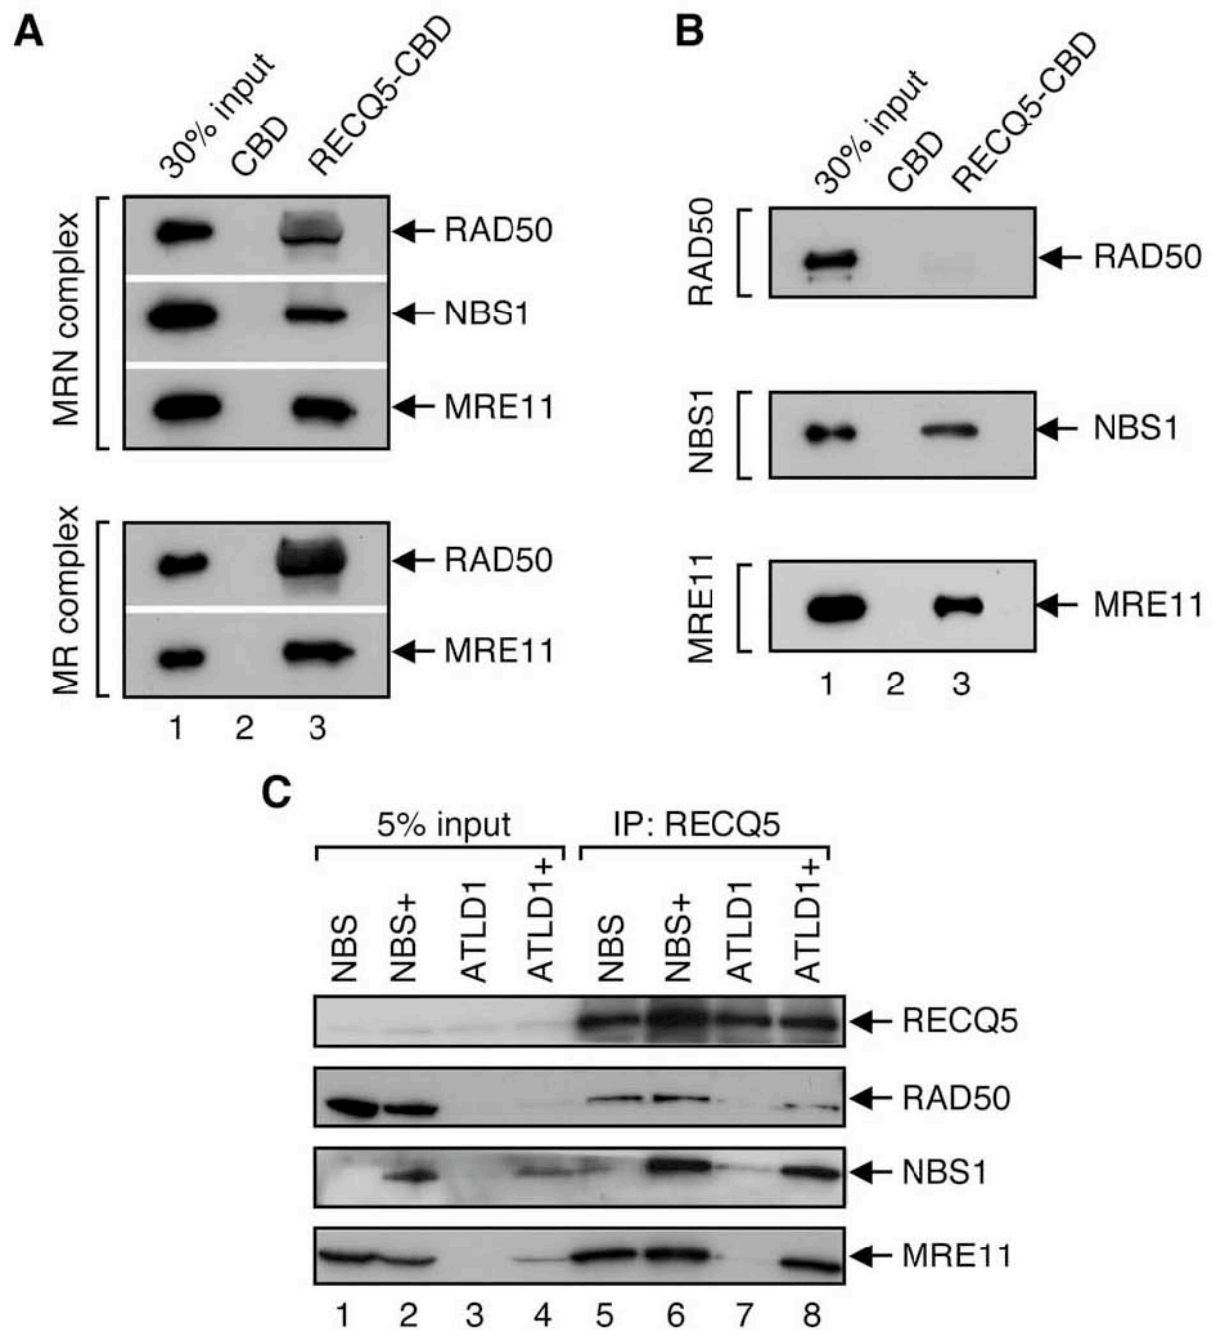 A
30% input
CBD
RECQ5-CBD
MRN complex
RAD50
NBS1
MRE11
MR complex
RAD50
MRE11
1 2 3
B
30% input
CBD
RECQ5-CBD
RAD50
RAD50
NBS1
NBS1
MRE11
MRE11
1 2 3
C
5% input
IP: RECQ5
NBS
NBS+
ATLD1
ATLD1+
NBS
NBS+
ATLD1
ATLD1+
RECQ5
RAD50
NBS1
MRE11
1 2 3 4 5 6 7 8